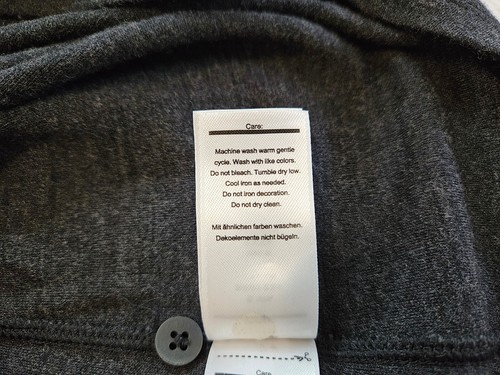 Care:
Machine wash warm gentle
cycle. Wash with like colors.
Do not bleach. Tumble dry low.
Cool iron as needed.
Do not iron decoration.
Do not dry clean.
Mit ähnlichen farben waschen.
Dekoelemente nicht bügeln.
Care